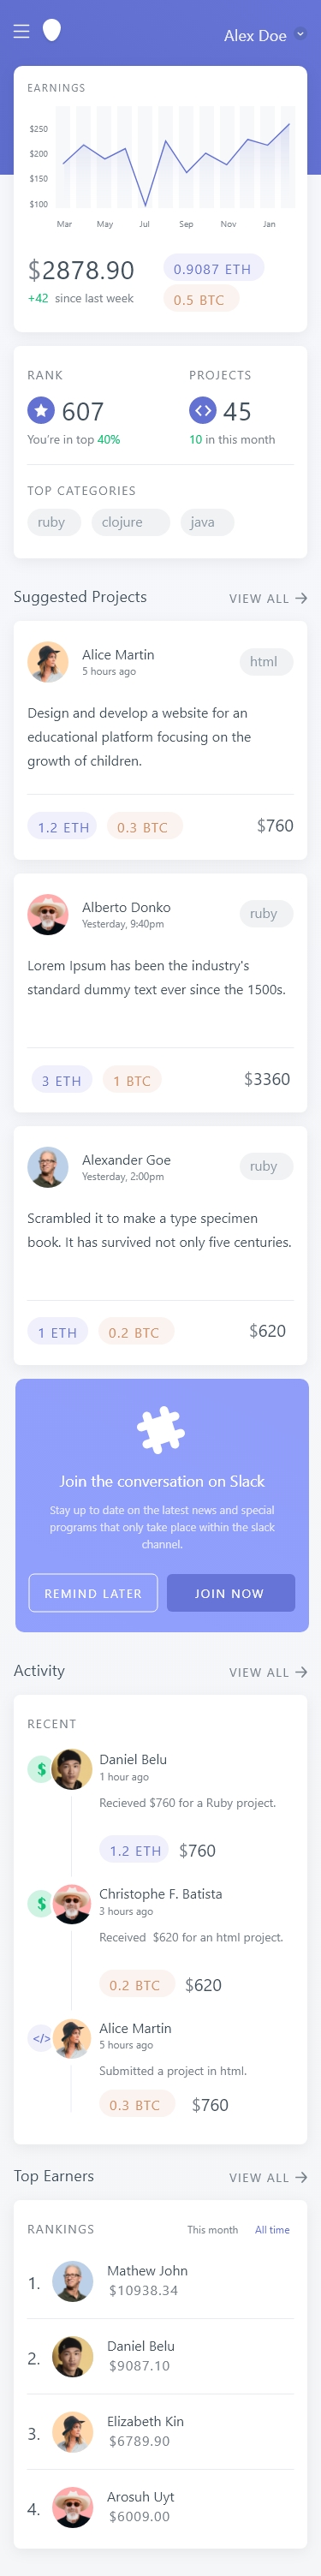 Alex Doe
EARNINGS
$250
$200
$150
$100
Mar May Jul Sep Nov Jan
$2878.90
0.9087 ETH
+42 since last week
0.5 BTC
RANK PROJECTS
607 45
You're in top 40% 10 in this month
TOP CATEGORIES
ruby clojure java
Suggested Projects VIEW ALL
Alice Martin
html
5 hours ago
Design and develop a website for an
educational platform focusing on the
growth of children.
1.2 ETH 0.3 BTC $760
Alberto Donko
ruby
Yesterday, 9:40pm
Lorem Ipsum has been the industry's
standard dummy text ever since the 1500s.
3 ETH 1 BTC $3360
Alexander Goe
ruby
Yesterday, 2:00pm
Scrambled it to make a type specimen
book. It has survived not only five centuries.
1 ETH 0.2 BTC $620
Join the conversation on Slack
Stay up to date on the latest news and special
programs that only take place within the slack
channel.
REMIND LATER JOIN NOW
Activity VIEW ALL
RECENT
$
Daniel Belu
1 hour ago
Recieved $760 for a Ruby project.
1.2 ETH $760
$
Christophe F. Batista
3 hours ago
Received $620 for an html project.
0.2 BTC $620
</>
Alice Martin
5 hours ago
Submitted a project in html.
0.3 BTC $760
Top Earners VIEW ALL
RANKINGS This month All time
1. Mathew John
$10938.34
2. Daniel Belu
$9087.10
3. Elizabeth Kin
$6789.90
4. Arosuh Uyt
$6009.00